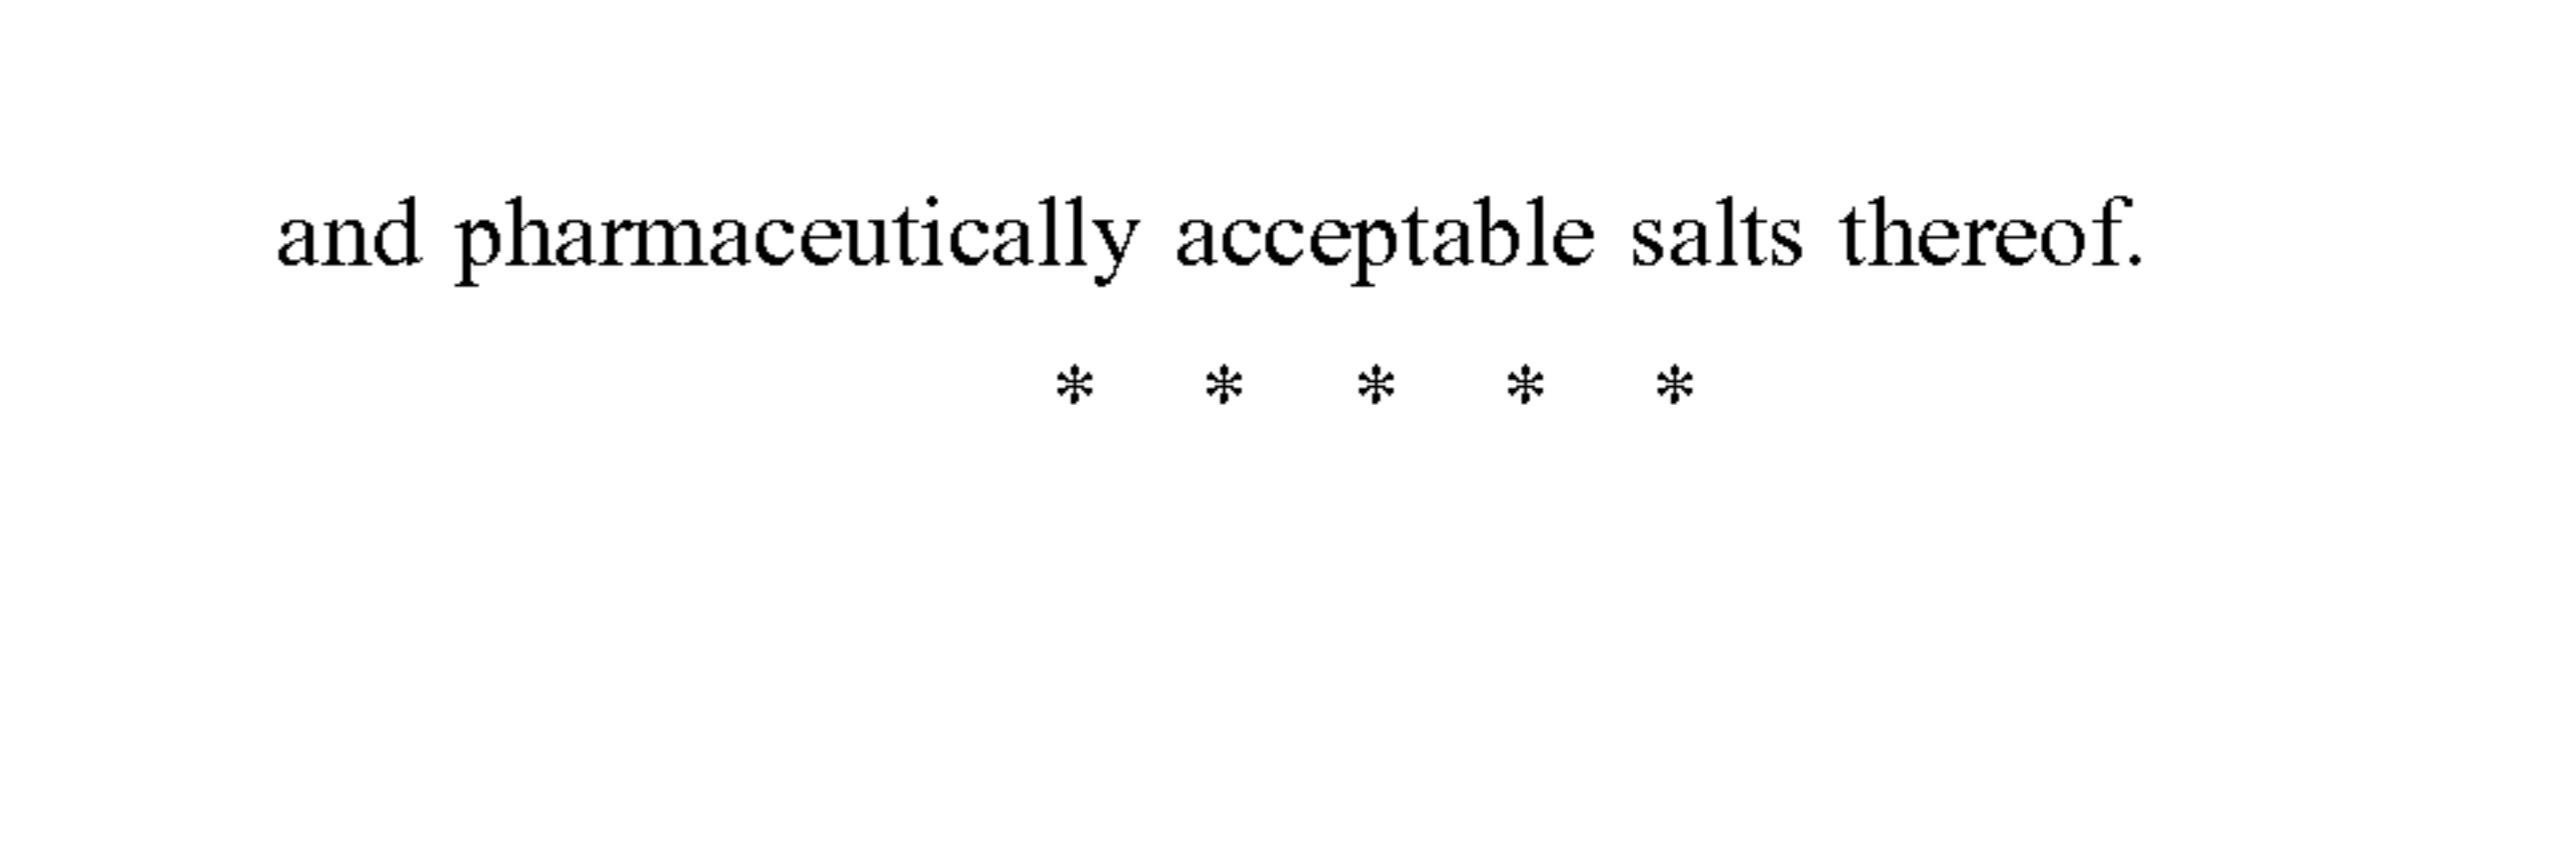 and pharmaceutically acceptable salts thereof.
* * * * *